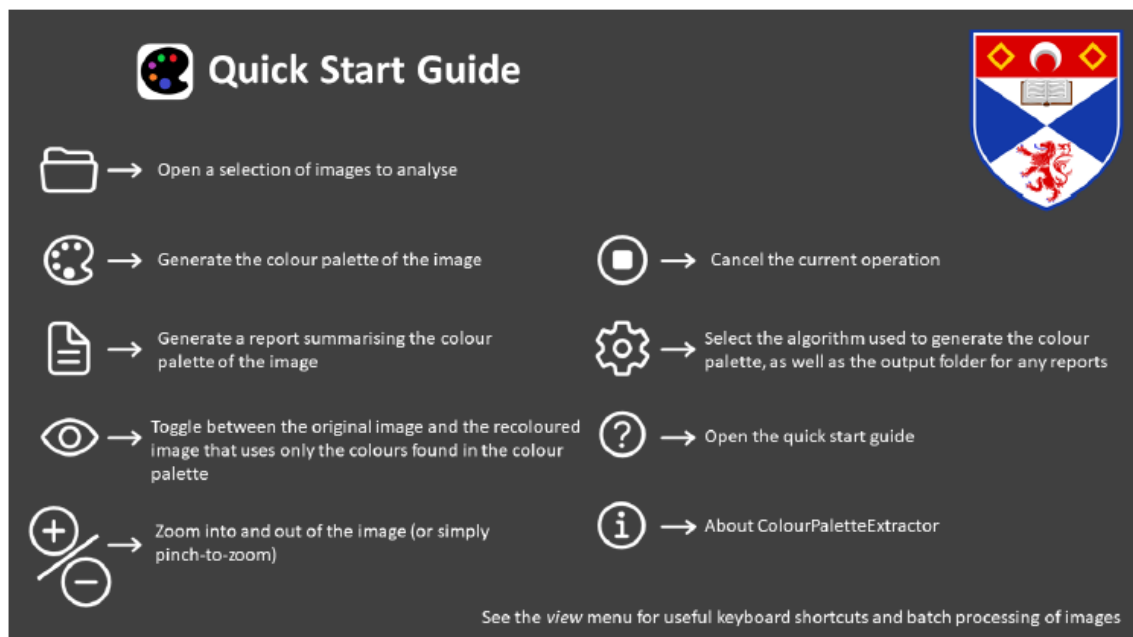 Quick Start Guide
Open a selection of images to analyse
Generate the colour palette of the image
Generate a report summarising the colour
palette of the image
Toggle between the original image and the recoloured
image that uses only the colours found in the colour
palette
Zoom into and out of the image (or simply
pinch-to-zoom)
Cancel the current operation
Select the algorithm used to generate the colour
palette, as well as the output folder for any reports
Open the quick start guide
About ColourPaletteExtractor
See the view menu for useful keyboard shortcuts and batch processing of images